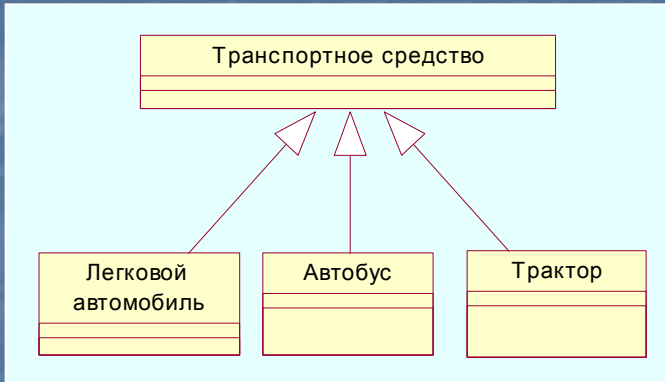 Транспортное средство
Легковой
автомобиль
Автобус
Трактор